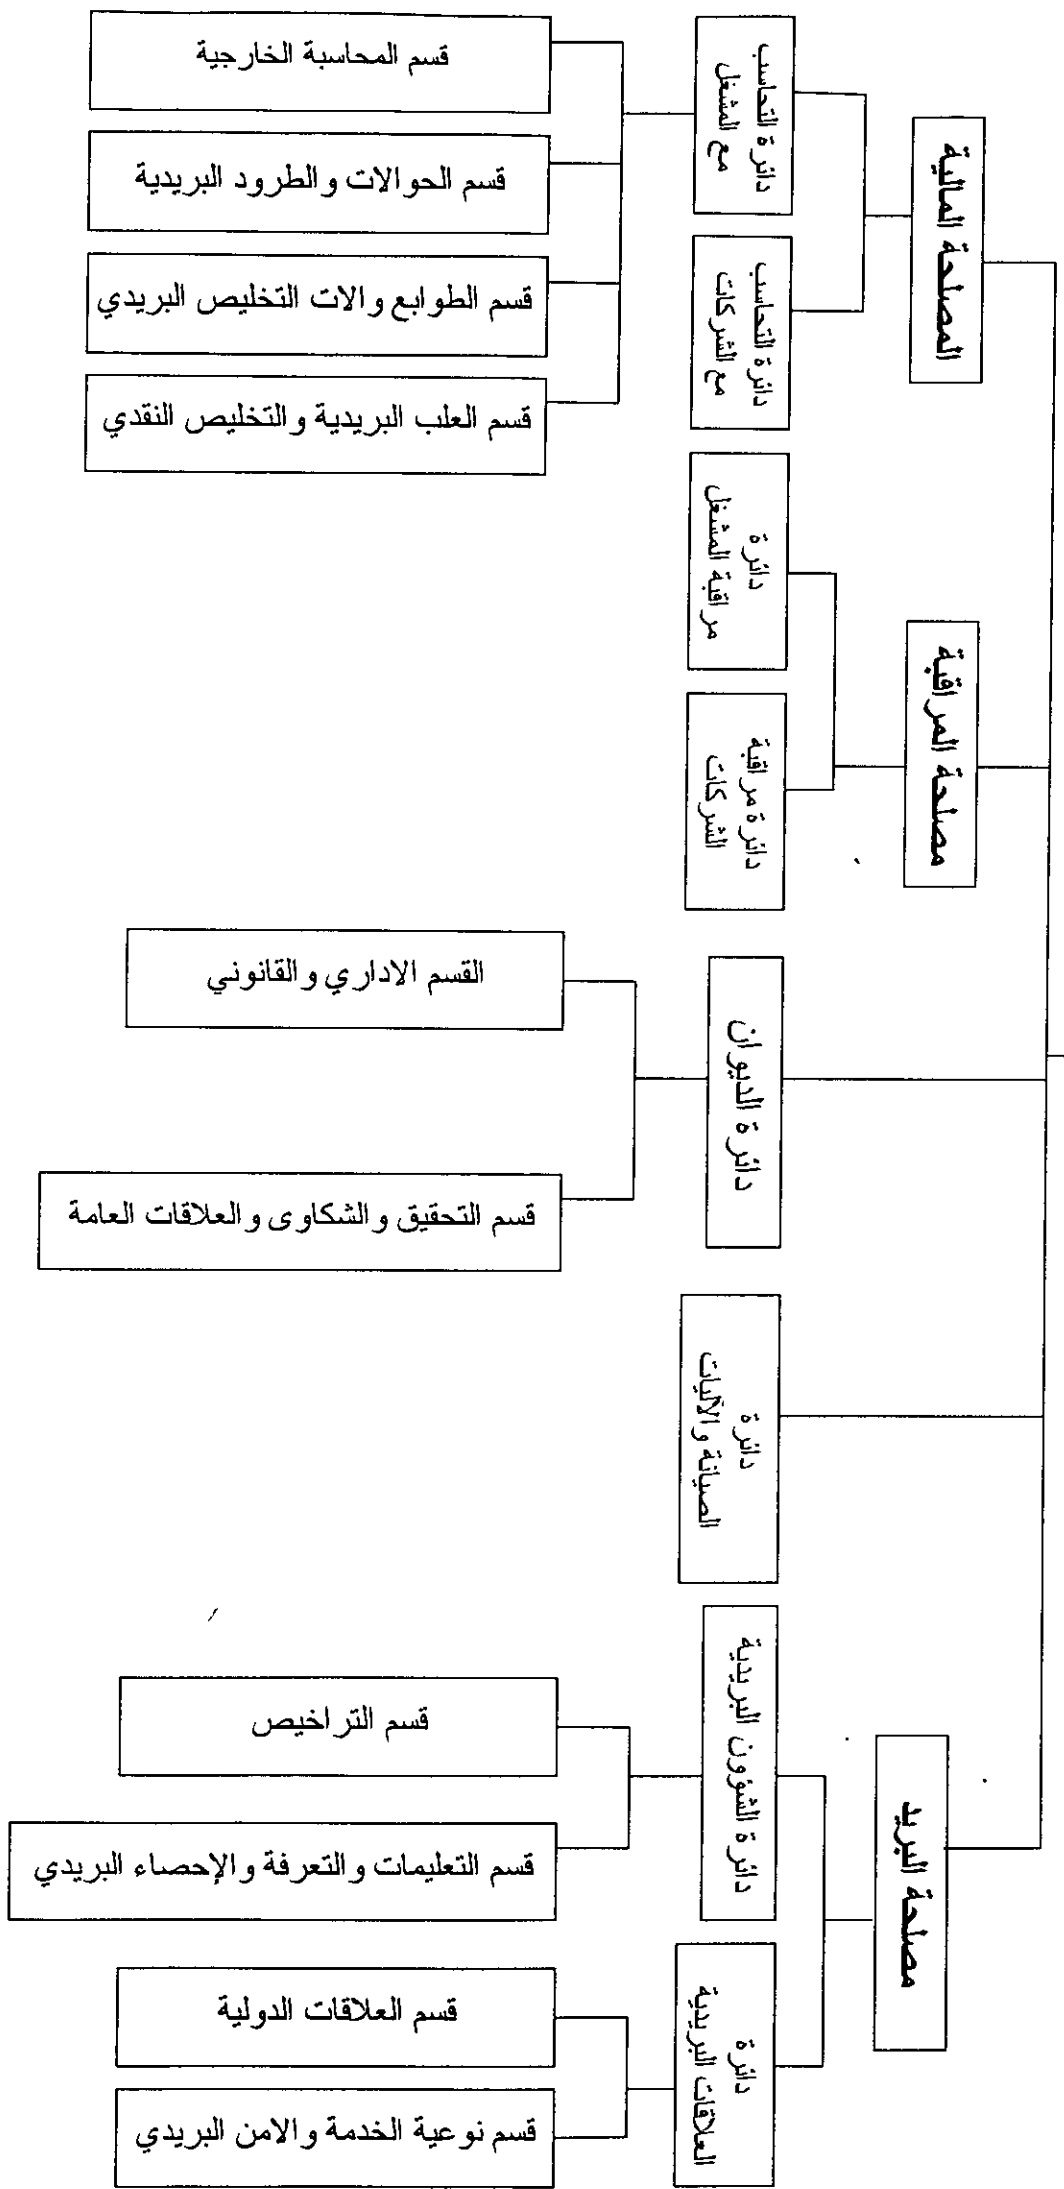 المصلحة المالية
دائرة التحاسب
مع المشغل
قسم المحاسبة الخارجية
قسم الحوالات والطرود البريدية
قسم الطوابع والات التخليص البريدي
قسم العلب البريدية والتخليص النقدي
دائرة التحاسب
مع الشركات
مصلحة المراقبة
دائرة
مراقبة المشغل
دائرة مراقبة
الشركات
دائرة الديوان
القسم الاداري والقانوني
قسم التحقيق والشكاوى والعلاقات العامة
دائرة
الصيانة والآليات
مصلحة البريد
دائرة الشؤون البريدية
قسم التراخيص
قسم التعليمات والتعرفة والإحصاء البريدي
دائرة
العلاقات البريدية
قسم العلاقات الدولية
قسم نوعية الخدمة والامن البريدي